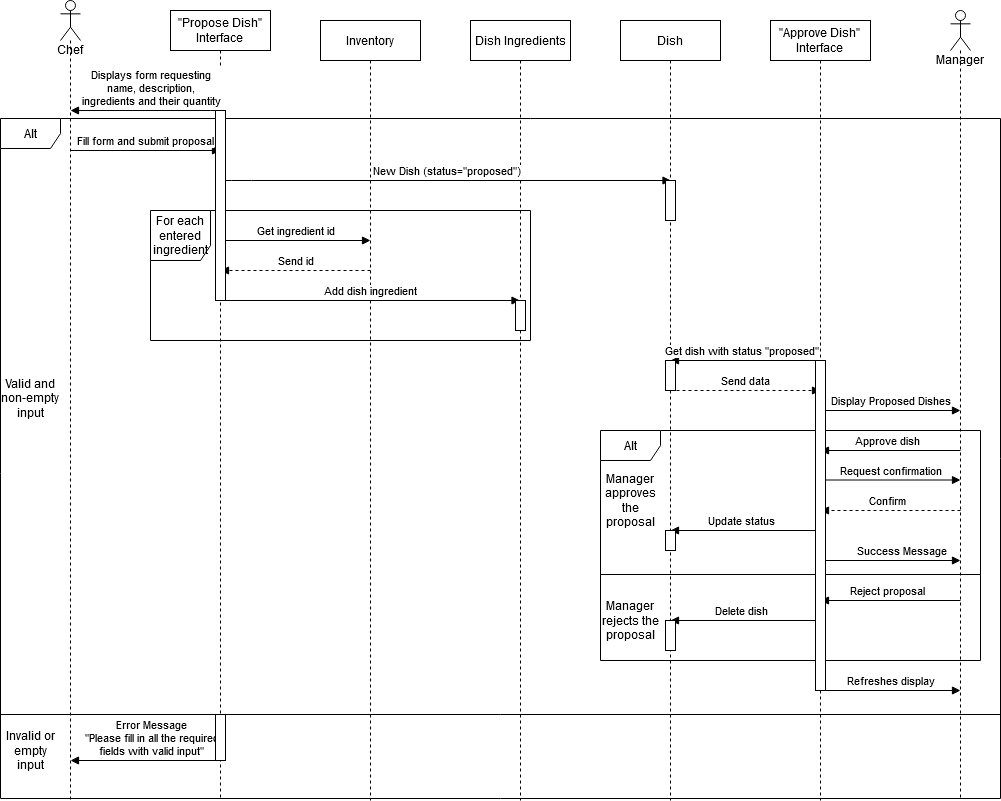 "Propose Dish"
Interface
Inventory
Dish Ingredients
Dish
"Approve Dish"
Interface
Chef
Manager
Displays form requesting
name, description,
ingredients and their quantity
Alt
Fill form and submit proposal
New Dish (status="proposed")
For each
entered
ingredient
Get ingredient id
Send id
Add dish ingredient
Get dish with status "proposed"
Send data
Valid and
non-empty
input
Display Proposed Dishes
Alt
Approve dish
Manager
approves
the
proposal
Request confirmation
Confirm
Update status
Success Message
Manager
rejects the
proposal
Reject proposal
Delete dish
Refreshes display
Invalid or
empty
input
Error Message
"Please fill in all the required
fields with valid input"